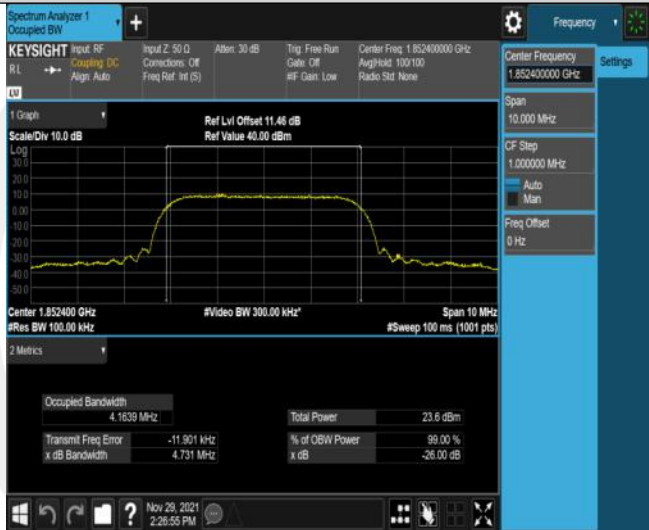 Spectrum Analyzer 1
Occupied BW
KEYSIGHT Input: RF Input Z: 50 Ω Atten: 30 dB Trig: Free Run Center Freq: 1.852400000 GHz
RL Coupling: DC Corrections: Off Gate: Off Avg|Hold: 100/100
Align: Auto Freq Ref: Int (S) #IF Gain: Low Radio Std: None
1 Graph
Ref Lvl Offset 11.46 dB
Scale/Div 10.0 dB Ref Value 40.00 dBm
Log
30.0
20.0
10.0
0.00
-10.0
-20.0
-30.0
-40.0
-50.0
Center 1.852400 GHz #Video BW 300.00 kHz* Span 10 MHz
#Res BW 100.00 kHz #Sweep 100 ms (1001 pts)
2 Metrics
Occupied Bandwidth
4.1639 MHz Total Power 23.6 dBm
Transmit Freq Error -11.901 kHz % of OBW Power 99.00 %
x dB Bandwidth 4.731 MHz x dB -26.00 dB
Nov 29, 2021
2:26:55 PM
Frequency
Center Frequency Settings
1.852400000 GHz
Span
10.000 MHz
CF Step
1.000000 MHz
Auto
Man
Freq Offset
0 Hz